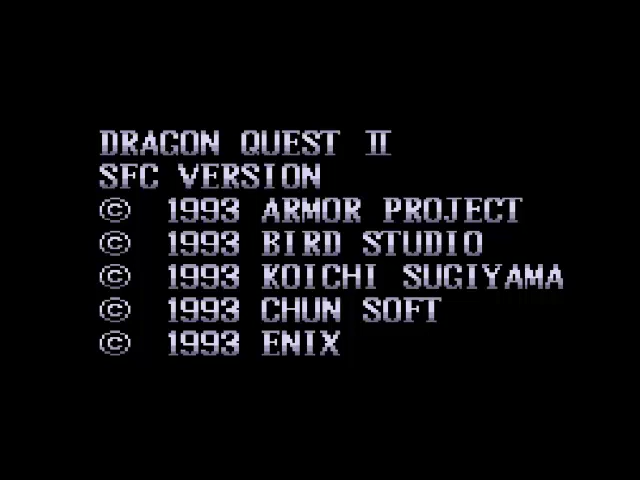 DRAGON QUEST Ⅱ
SFC VERSION
© 1993 ARMOR PROJECT
© 1993 BIRD STUDIO
© 1993 KOICHI SUGIYAMA
© 1993 CHUN SOFT
© 1993 ENIX